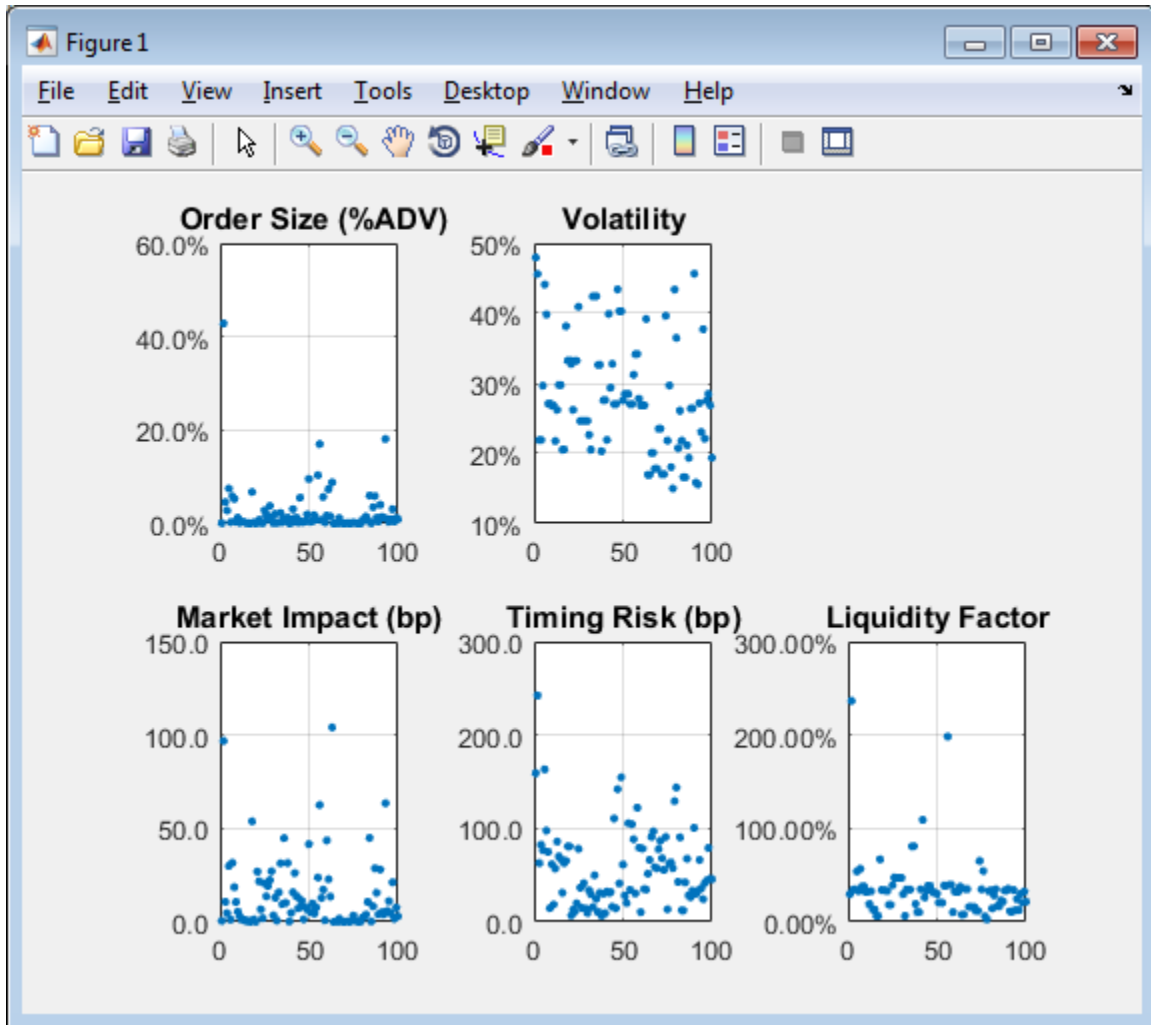 Figure 1
File Edit View Insert Tools Desktop Window Help
Order Size (%ADV)
60.0%
40.0%
20.0%
0.0%
0 50 100
Volatility
50%
40%
30%
20%
10%
0 50 100
Market Impact (bp)
150.0
100.0
50.0
0.0
0 50 100
Timing Risk (bp)
300.0
200.0
100.0
0.0
0 50 100
Liquidity Factor
300.00%
200.00%
100.00%
0.00%
0 50 100